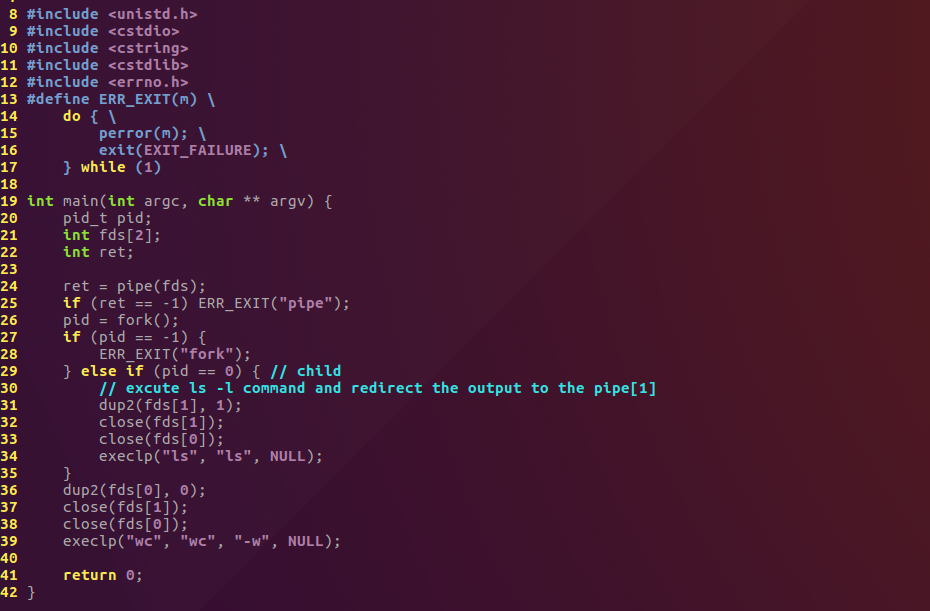 8 #include <unistd.h>
9 #include <cstdio>
10 #include <cstring>
11 #include <cstdlib>
12 #include <errno.h>
13 #define ERR_EXIT(m) \
14     do { \
15         perror(m); \
16         exit(EXIT_FAILURE); \
17     } while (1)
18
19 int main(int argc, char ** argv) {
20     pid_t pid;
21     int fds[2];
22     int ret;
23
24     ret = pipe(fds);
25     if (ret == -1) ERR_EXIT("pipe");
26     pid = fork();
27     if (pid == -1) {
28         ERR_EXIT("fork");
29     } else if (pid == 0) { // child
30         // excute ls -l command and redirect the output to the pipe[1]
31         dup2(fds[1], 1);
32         close(fds[1]);
33         close(fds[0]);
34         execlp("ls", "ls", NULL);
35     }
36     dup2(fds[0], 0);
37     close(fds[1]);
38     close(fds[0]);
39     execlp("wc", "wc", "-w", NULL);
40
41     return 0;
42 }